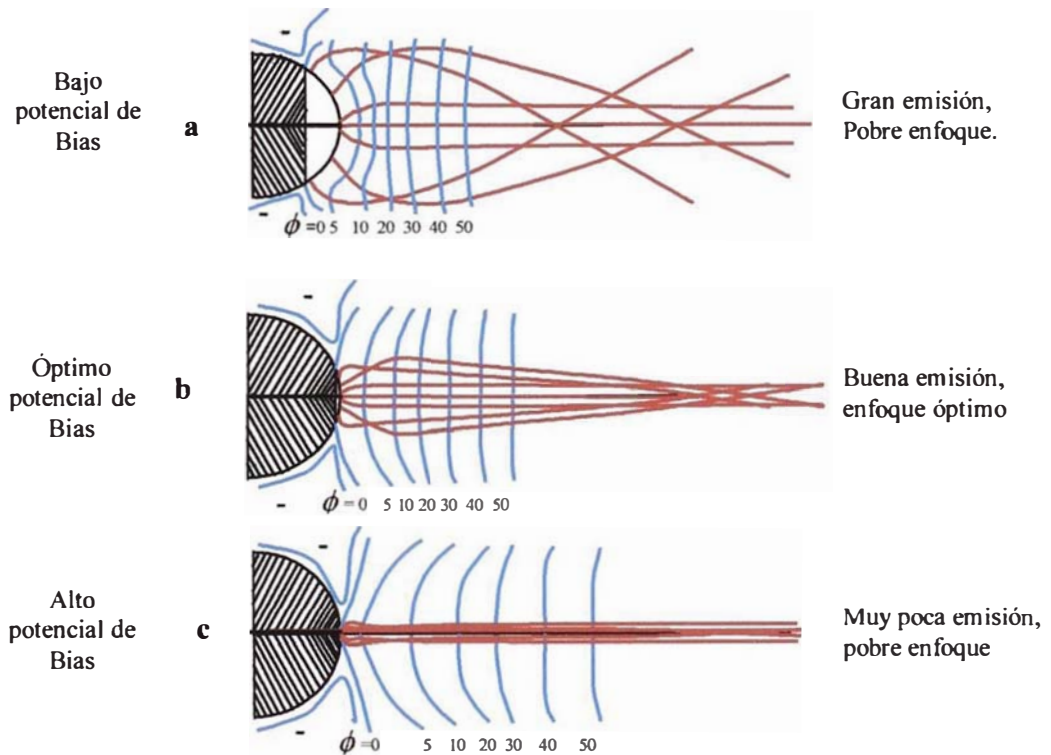 -
Bajo
potencial de
Bias
a
Gran emisión,
Pobre enfoque.
-
ϕ =0 5 10 20 30 40 50
-
Óptimo
potencial de
Bias
b
Buena emisión,
enfoque óptimo
-
ϕ = 0 5 10 20 30 40 50
-
Alto
potencial de
Bias
c
Muy poca emisión,
pobre enfoque
-
ϕ =0 5 10 20 30 40 50